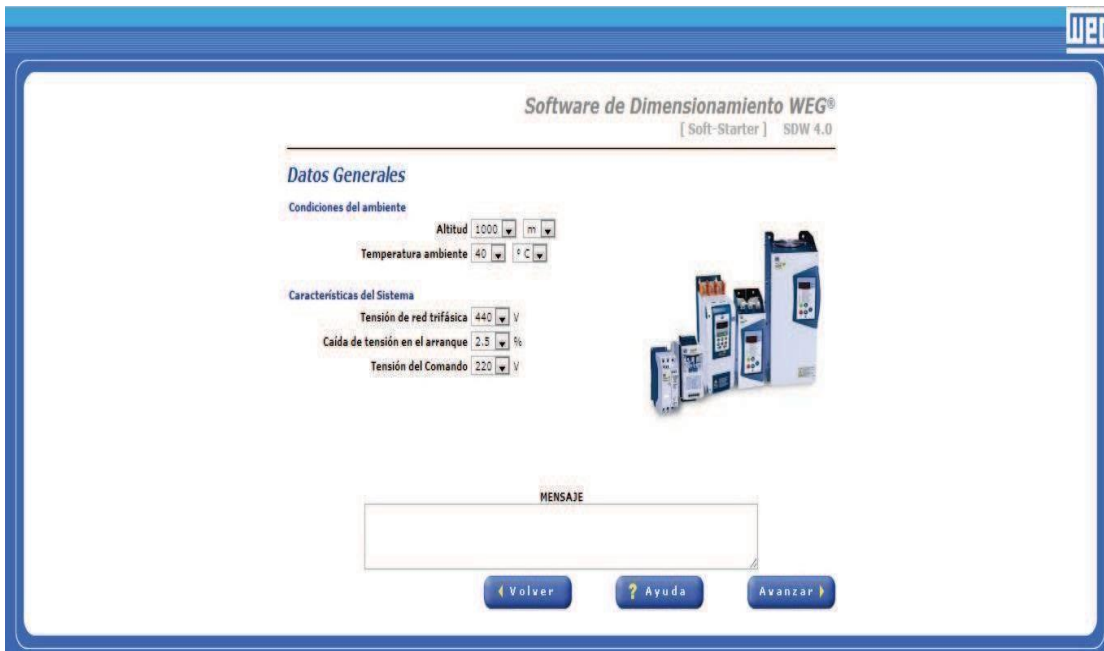 weg
Software de Dimensionamiento WEG®
[ Soft-Starter ] SDW 4.0
Datos Generales
Condiciones del ambiente
Altitud 1000 m
Temperatura ambiente 40 º C
Características del Sistema
Tensión de red trifásica 440 V
Caída de tensión en el arranque 2.5 %
Tensión del Comando 220 V
MENSAJE
Volver
? Ayuda
Avanzar